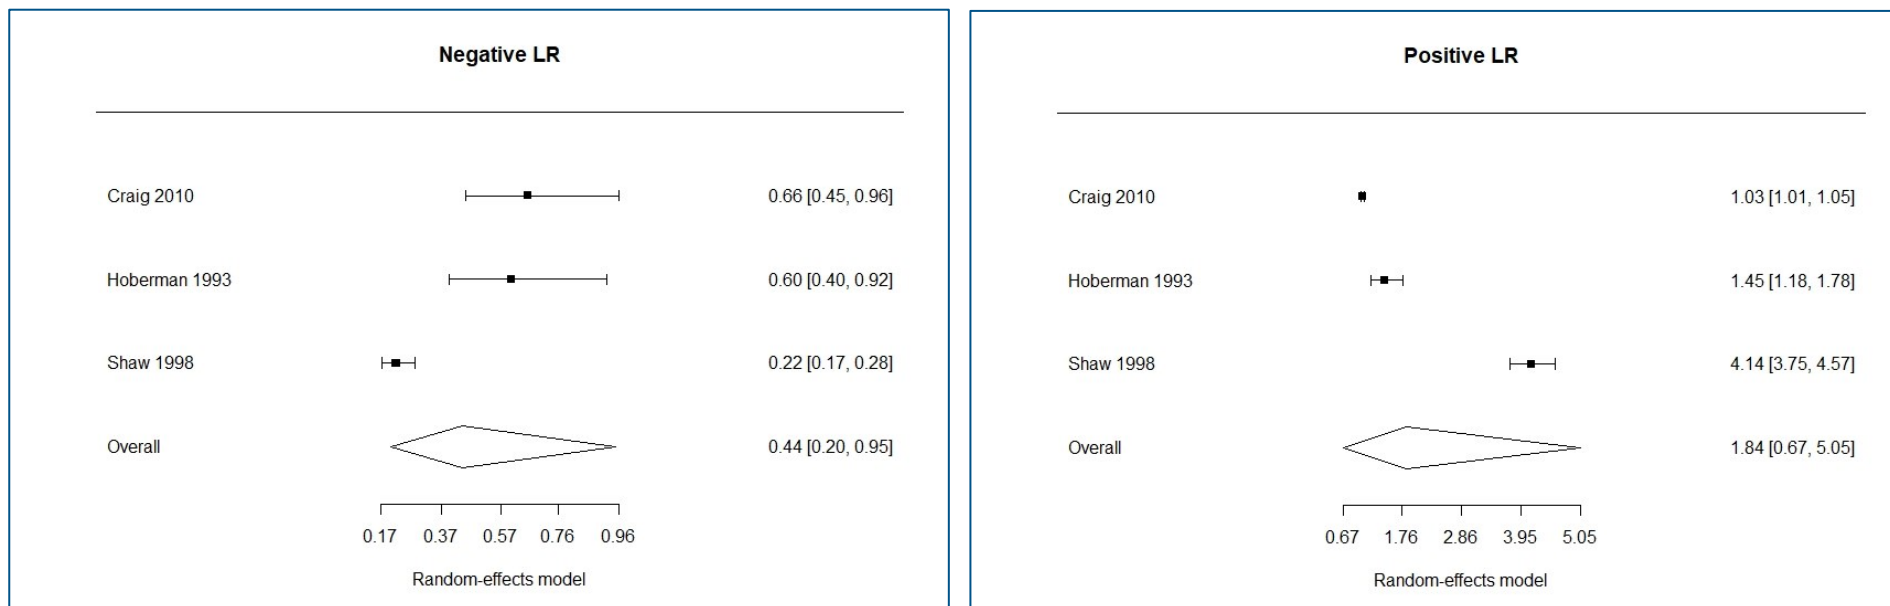 Negative LR
Craig 2010 0.66 [0.45, 0.96]
Hoberman 1993 0.60 [0.40, 0.92]
Shaw 1998 0.22 [0.17, 0.28]
Overall 0.44 [0.20, 0.95]
0.17 0.37 0.57 0.76 0.96
Random-effects model
Positive LR
Craig 2010 1.03 [1.01, 1.05]
Hoberman 1993 1.45 [1.18, 1.78]
Shaw 1998 4.14 [3.75, 4.57]
Overall 1.84 [0.67, 5.05]
0.67 1.76 2.86 3.95 5.05
Random-effects model